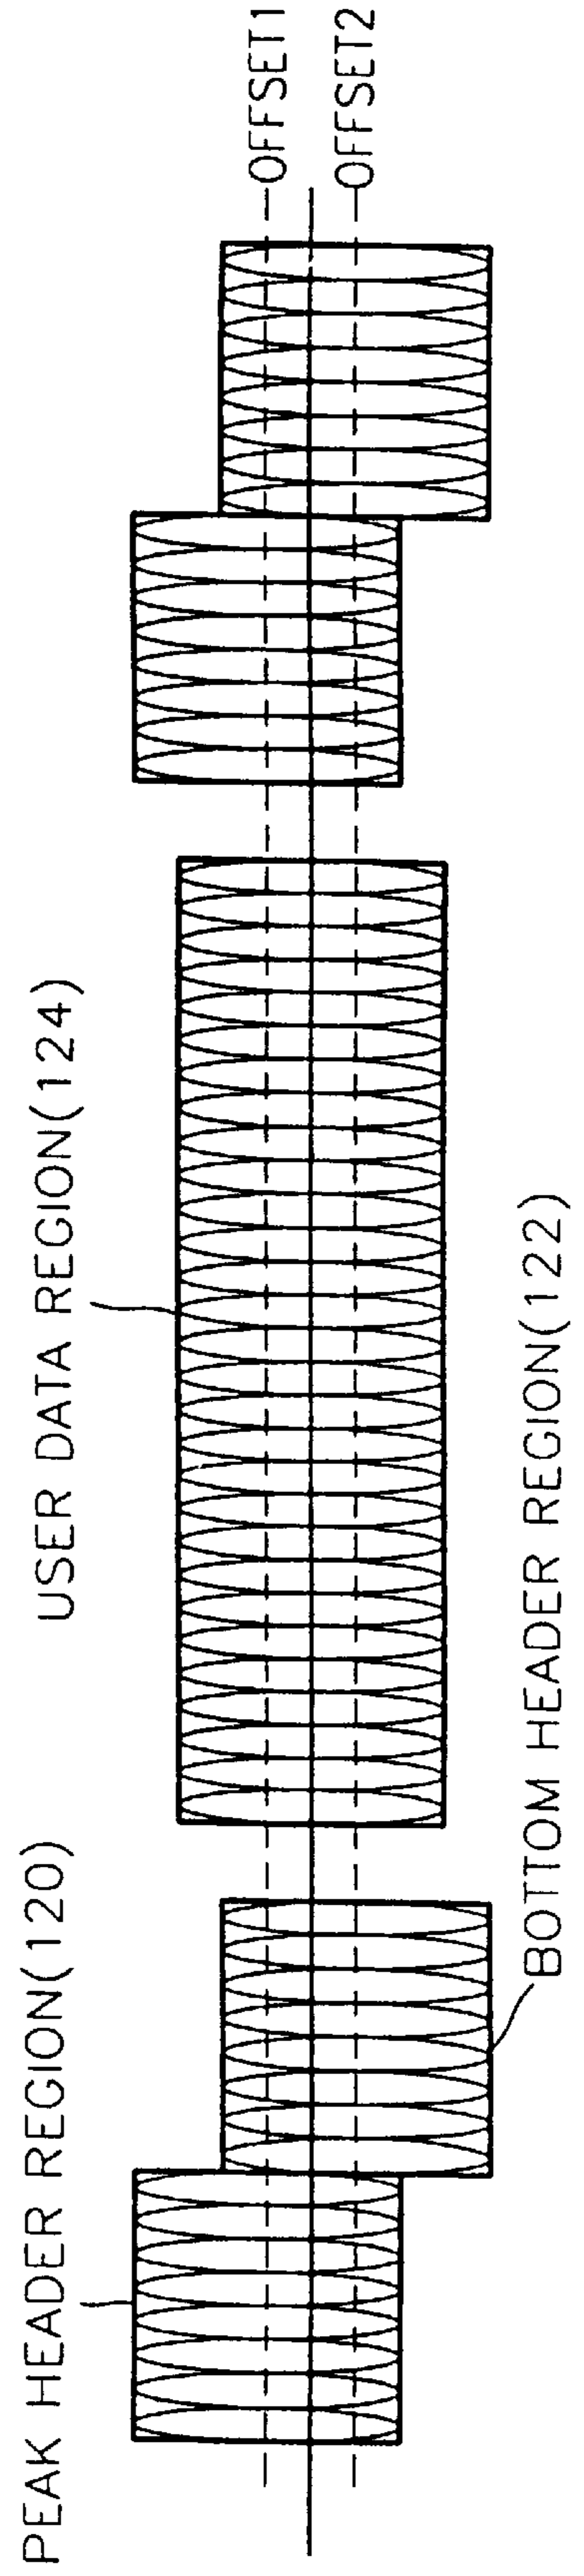 PEAK HEADER REGION(120)
USER DATA REGION(124)
BOTTOM HEADER REGION(122)
OFFSET1
OFFSET2